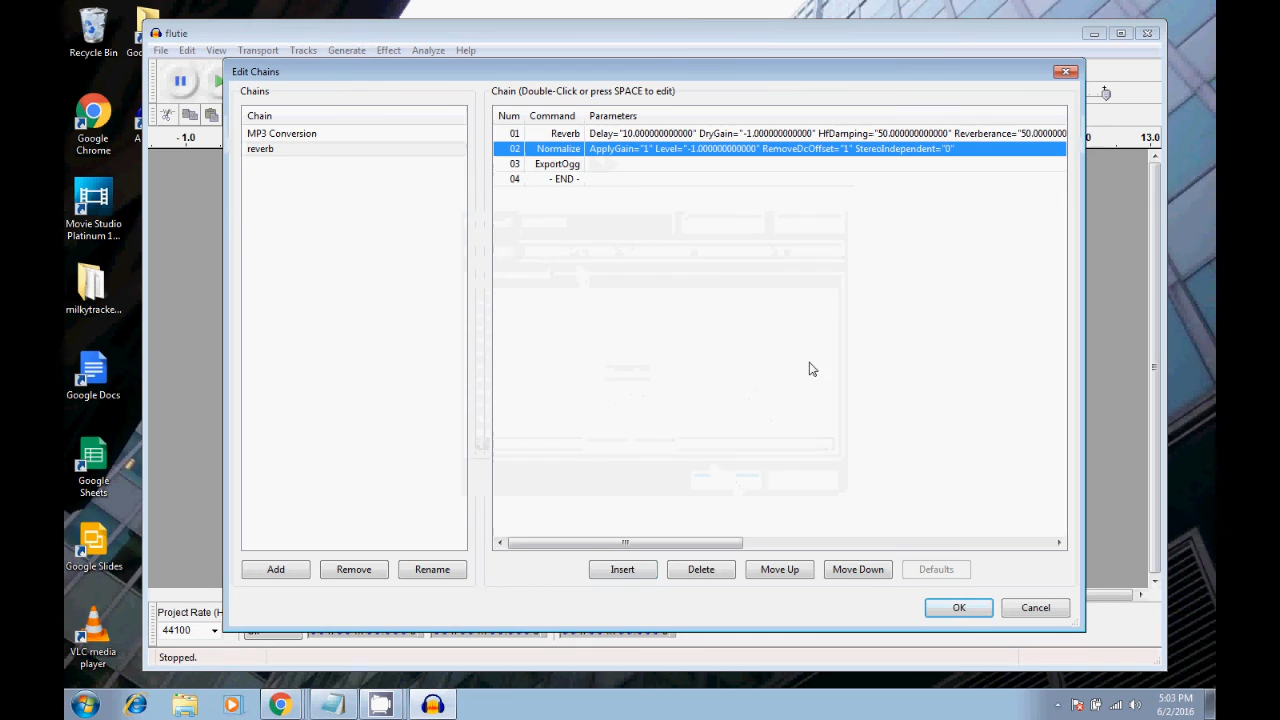 Recycle Bin
Goo
flutie
File Edit View Transport Tracks Generate Effect Analyze Help
Edit Chains
Chains
Chain (Double-Click or press SPACE to edit)
Chain
Num Command Parameters
MP3 Conversion
01 Reverb Delay="10.000000000000" DryGain="-1.000000000000" HfDamping="50.000000000000" Reverberance="50.0000000
reverb
02 Normalize ApplyGain="1" Level="-1.000000000000" RemoveDcOffset="1" StereoIndependent="0"
03 ExportOgg
04 - END -
-1.0
13.0
Google
Chrome
A
Movie Studio
Platinum 1...
milkytracke...
Google Docs
Google
Sheets
Google Slides
VLC media
player
Add Remove Rename
Insert Delete Move Up Move Down Defaults
OK Cancel
Project Rate (H
44100
Stopped.
5:03 PM
6/2/2016